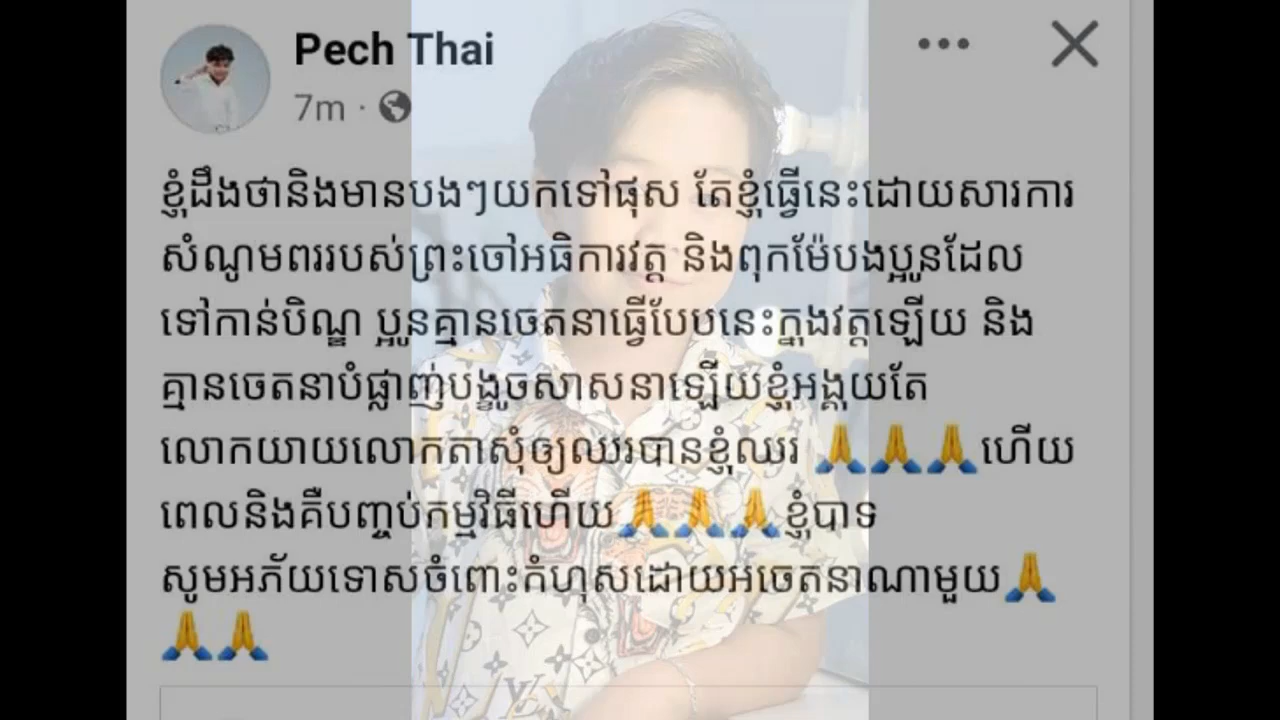 Pech Thai
7m ·
ខ្ញុំដឹងថានិងមានបងៗយកទៅផុស តែខ្ញុំធ្វើនេះដោយសារការ
សំណូមពររបស់ព្រះចៅអធិការវត្ត និងពុកម៉ែបងប្អូនដែល
ទៅកាន់បិណ្ឌ ប្អូនគ្មានចេតនាធ្វើបែបនេះក្នុងវត្តឡើយ និង
គ្មានចេតនាបំផ្លាញ់បង្ខូចសាសនាឡើយខ្ញុំអង្គុយតែ
លោកយាយលោកតាសុំឲ្យឈរបានខ្ញុំឈរ 🙏🙏🙏ហើយ
ពេលនិងគឺបញ្ចប់កម្មវិធីហើយ🙏🙏🙏ខ្ញុំបាទ
សូមអភ័យទោសចំពោះកំហុសដោយអចេតនាណាមួយ🙏
🙏🙏